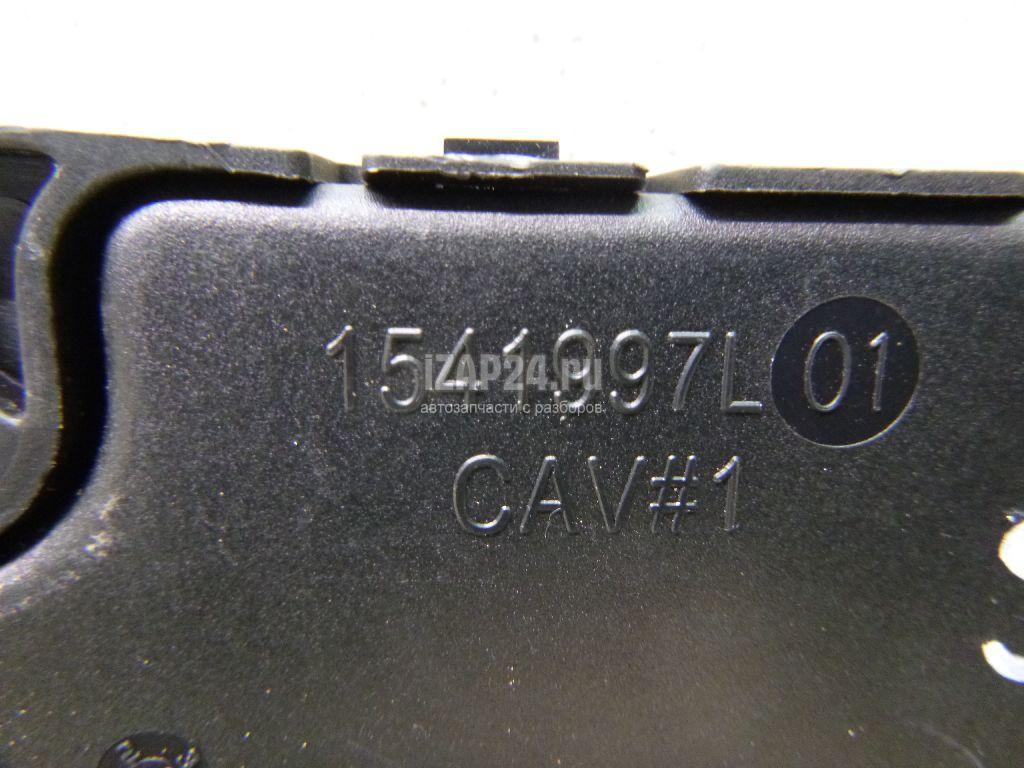 1541997L 01
iZAP24.ru
автозапчасти с разборов
CAV#1